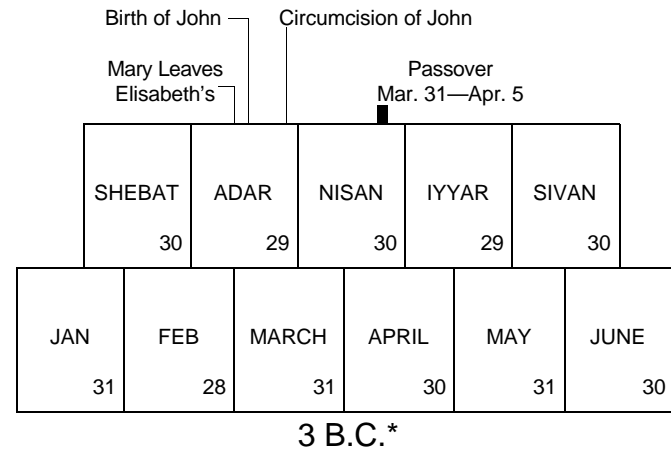 Birth of John
Circumcision of John
Mary Leaves
Elisabeth's
Passover
Mar. 31—Apr. 5
SHEBAT ADAR NISAN IYYAR SIVAN
30 29 30 29 30
JAN FEB MARCH APRIL MAY JUNE
31 28 31 30 31 30
3 B.C.*